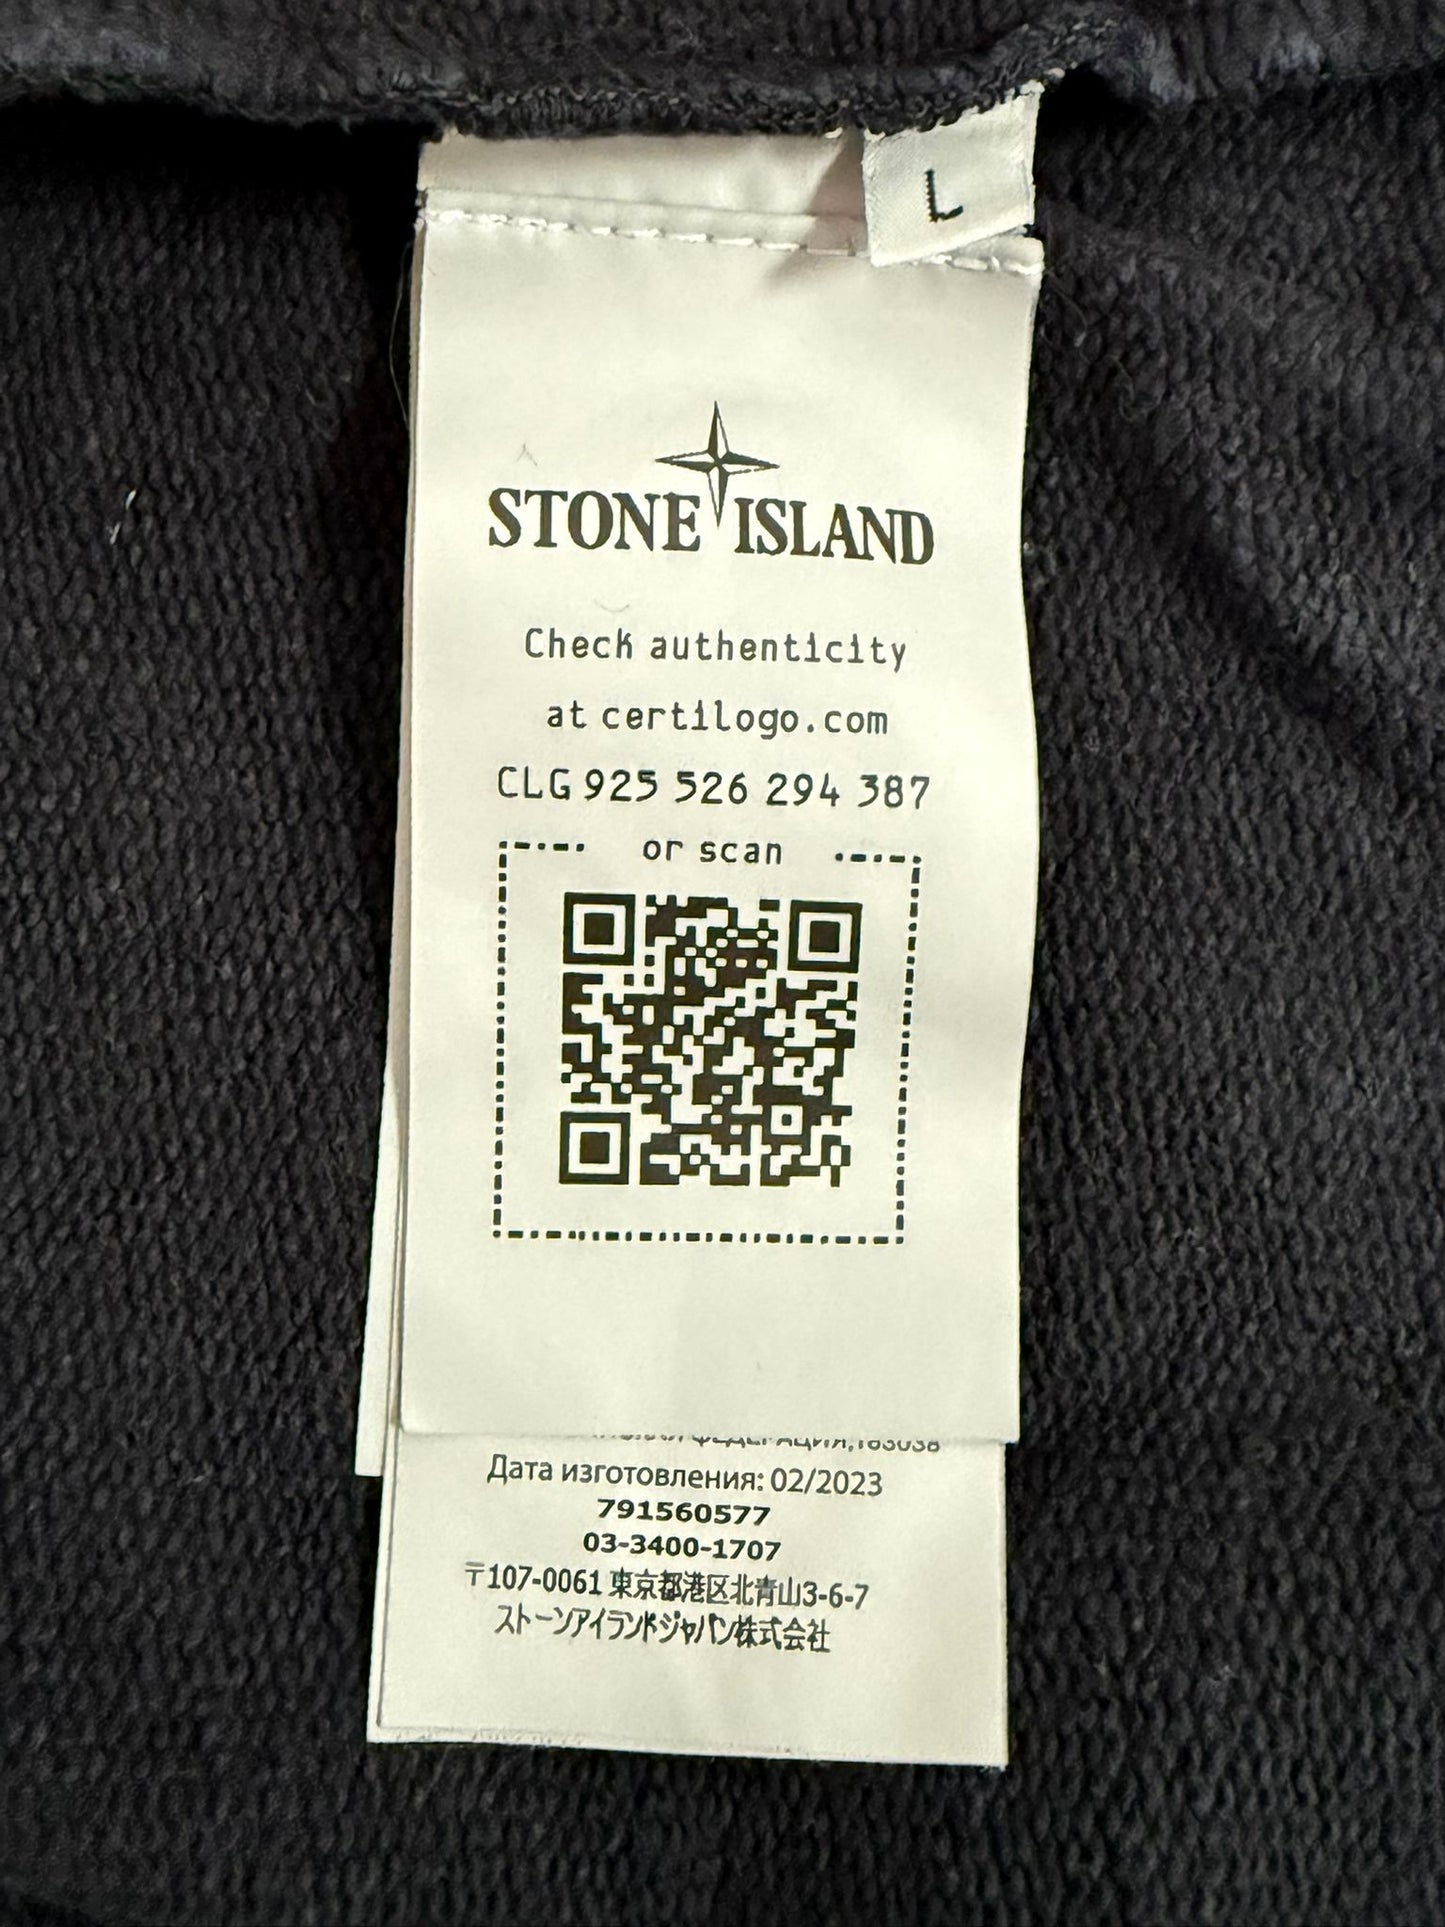 L
STONE ISLAND
Check authenticity
at certilogo.com
CLG 925 526 294 387
or scan
ФЕДЕРАЦИЯ,163038
Дата изготовления: 02/2023
791560577
03-3400-1707
〒107-0061 東京都港区北青山3-6-7
ストーンアイランドジャパン株式会社